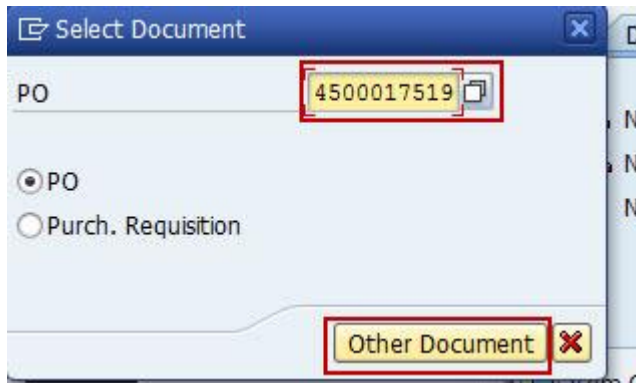 Select Document
PO 4500017519
PO
Purch. Requisition
Other Document